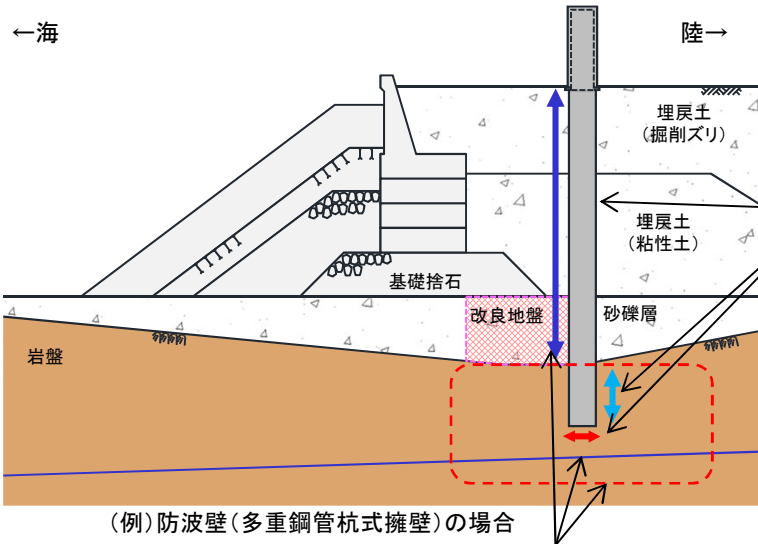 ←海
陸→
埋戻土
（掘削ズリ）
埋戻土
（粘性土）
基礎捨石
改良地盤
砂礫層
岩盤
（例）防波壁（多重鋼管杭式擁壁）の場合